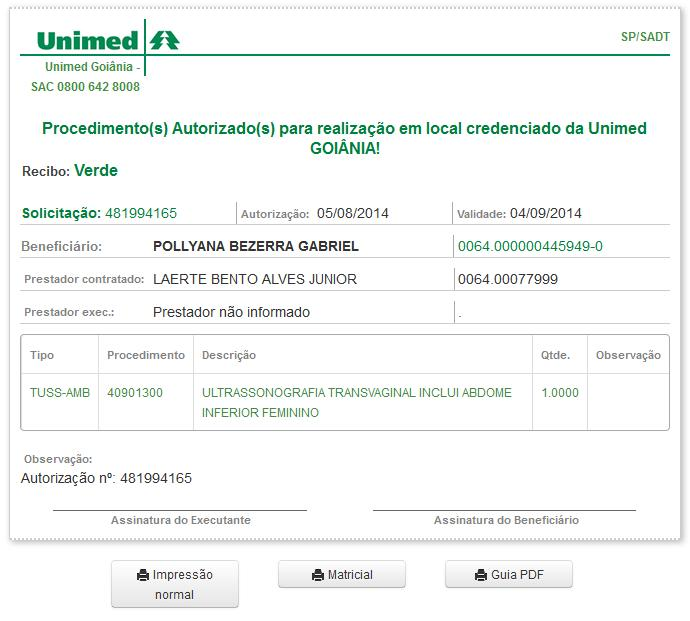 Unimed
SP/SADT
Unimed Goiânia -
SAC 0800 642 8008
Procedimento(s) Autorizado(s) para realização em local credenciado da Unimed
GOIÂNIA!
Recibo: Verde
Solicitação: 481994165 Autorização: 05/08/2014 Validade: 04/09/2014
Beneficiário: POLLYANA BEZERRA GABRIEL 0064.000000445949-0
Prestador contratado: LAERTE BENTO ALVES JUNIOR 0064.00077999
Prestador exec.: Prestador não informado .
Tipo Procedimento Descrição Qtde. Observação
TUSS-AMB 40901300 ULTRASSONOGRAFIA TRANSVAGINAL INCLUI ABDOME 1.0000
INFERIOR FEMININO
Observação:
Autorização nº: 481994165
Assinatura do Executante Assinatura do Beneficiário
Impressão Matricial Guia PDF
normal